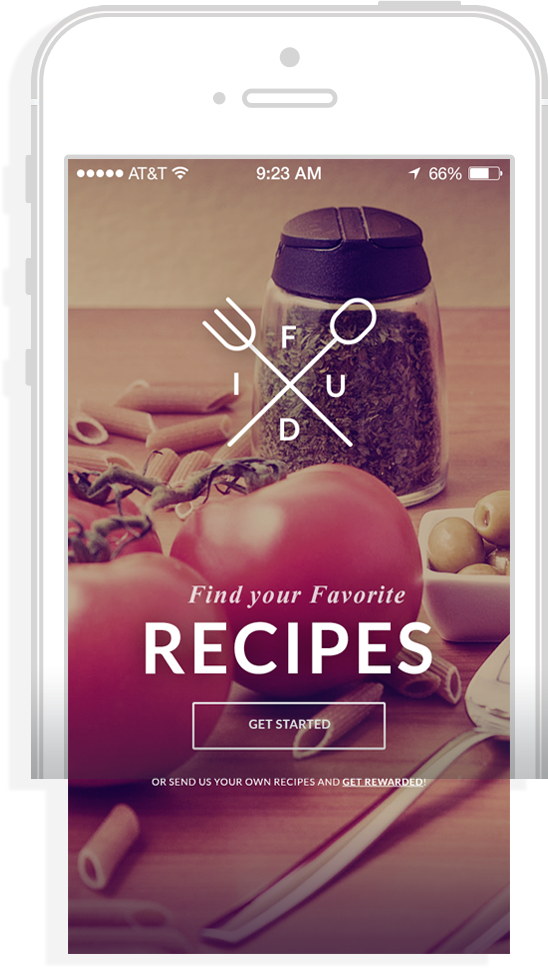 AT&T 9:23 AM 66%
F
I U
D
Find your Favorite
RECIPES
GET STARTED
OR SEND US YOUR OWN RECIPES AND GET REWARDED!